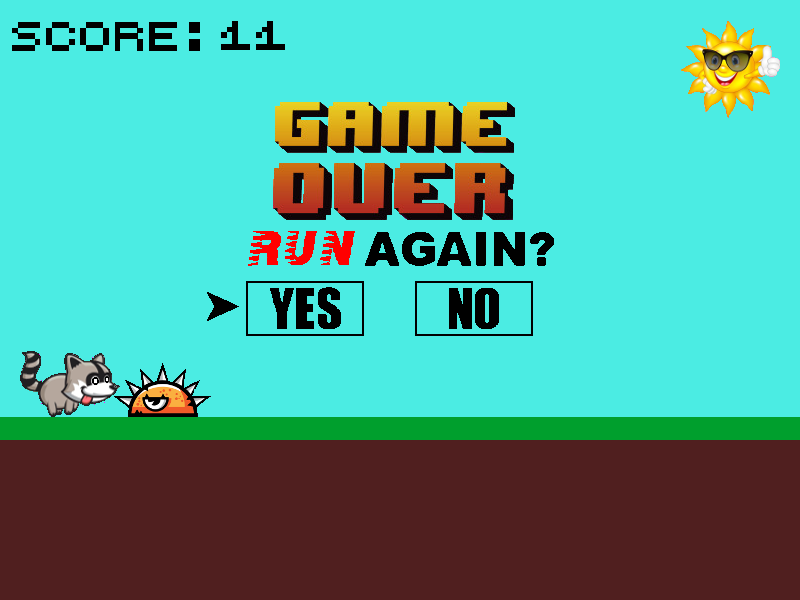 SCORE: 11
GAME
OVER
RUN AGAIN?
YES NO